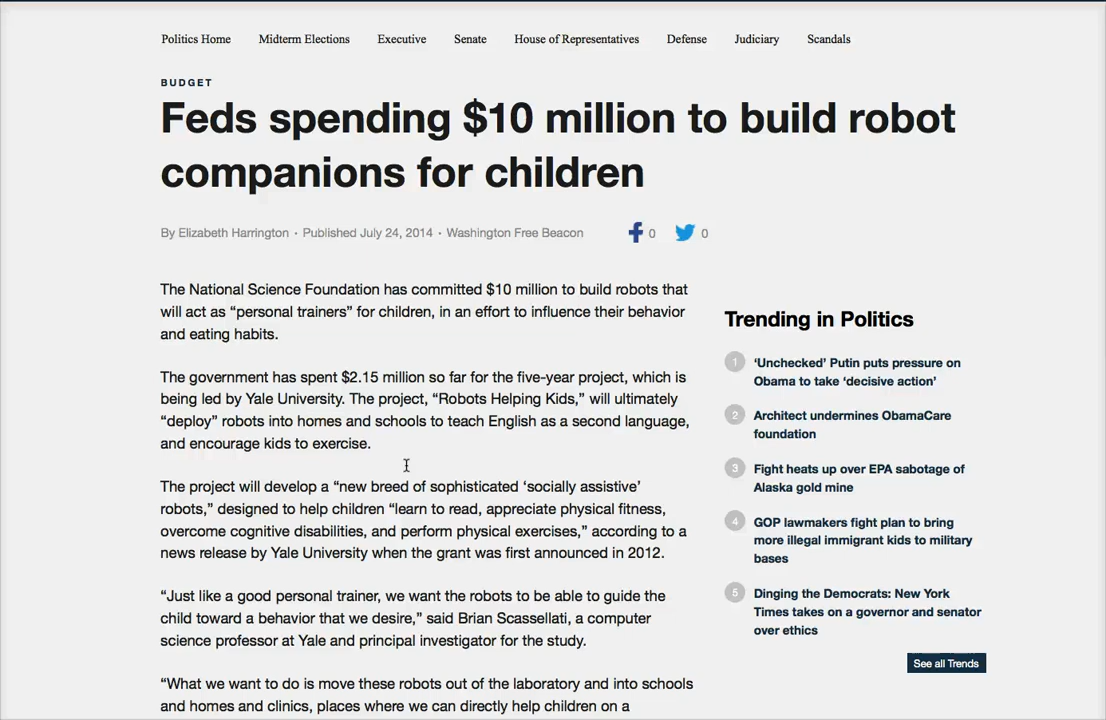 Politics Home Midterm Elections Executive Senate House of Representatives Defense Judiciary Scandals
BUDGET
Feds spending $10 million to build robot
companions for children
By Elizabeth Harrington · Published July 24, 2014 · Washington Free Beacon 0 0
The National Science Foundation has committed $10 million to build robots that
will act as “personal trainers” for children, in an effort to influence their behavior
and eating habits.
The government has spent $2.15 million so far for the five-year project, which is
being led by Yale University. The project, “Robots Helping Kids,” will ultimately
“deploy” robots into homes and schools to teach English as a second language,
and encourage kids to exercise.
The project will develop a “new breed of sophisticated ‘socially assistive’
robots,” designed to help children “learn to read, appreciate physical fitness,
overcome cognitive disabilities, and perform physical exercises,” according to a
news release by Yale University when the grant was first announced in 2012.
“Just like a good personal trainer, we want the robots to be able to guide the
child toward a behavior that we desire,” said Brian Scassellati, a computer
science professor at Yale and principal investigator for the study.
“What we want to do is move these robots out of the laboratory and into schools
and homes and clinics, places where we can directly help children on a
Trending in Politics
1 ‘Unchecked’ Putin puts pressure on
Obama to take ‘decisive action’
2 Architect undermines ObamaCare
foundation
3 Fight heats up over EPA sabotage of
Alaska gold mine
4 GOP lawmakers fight plan to bring
more illegal immigrant kids to military
bases
5 Dinging the Democrats: New York
Times takes on a governor and senator
over ethics
See all Trends